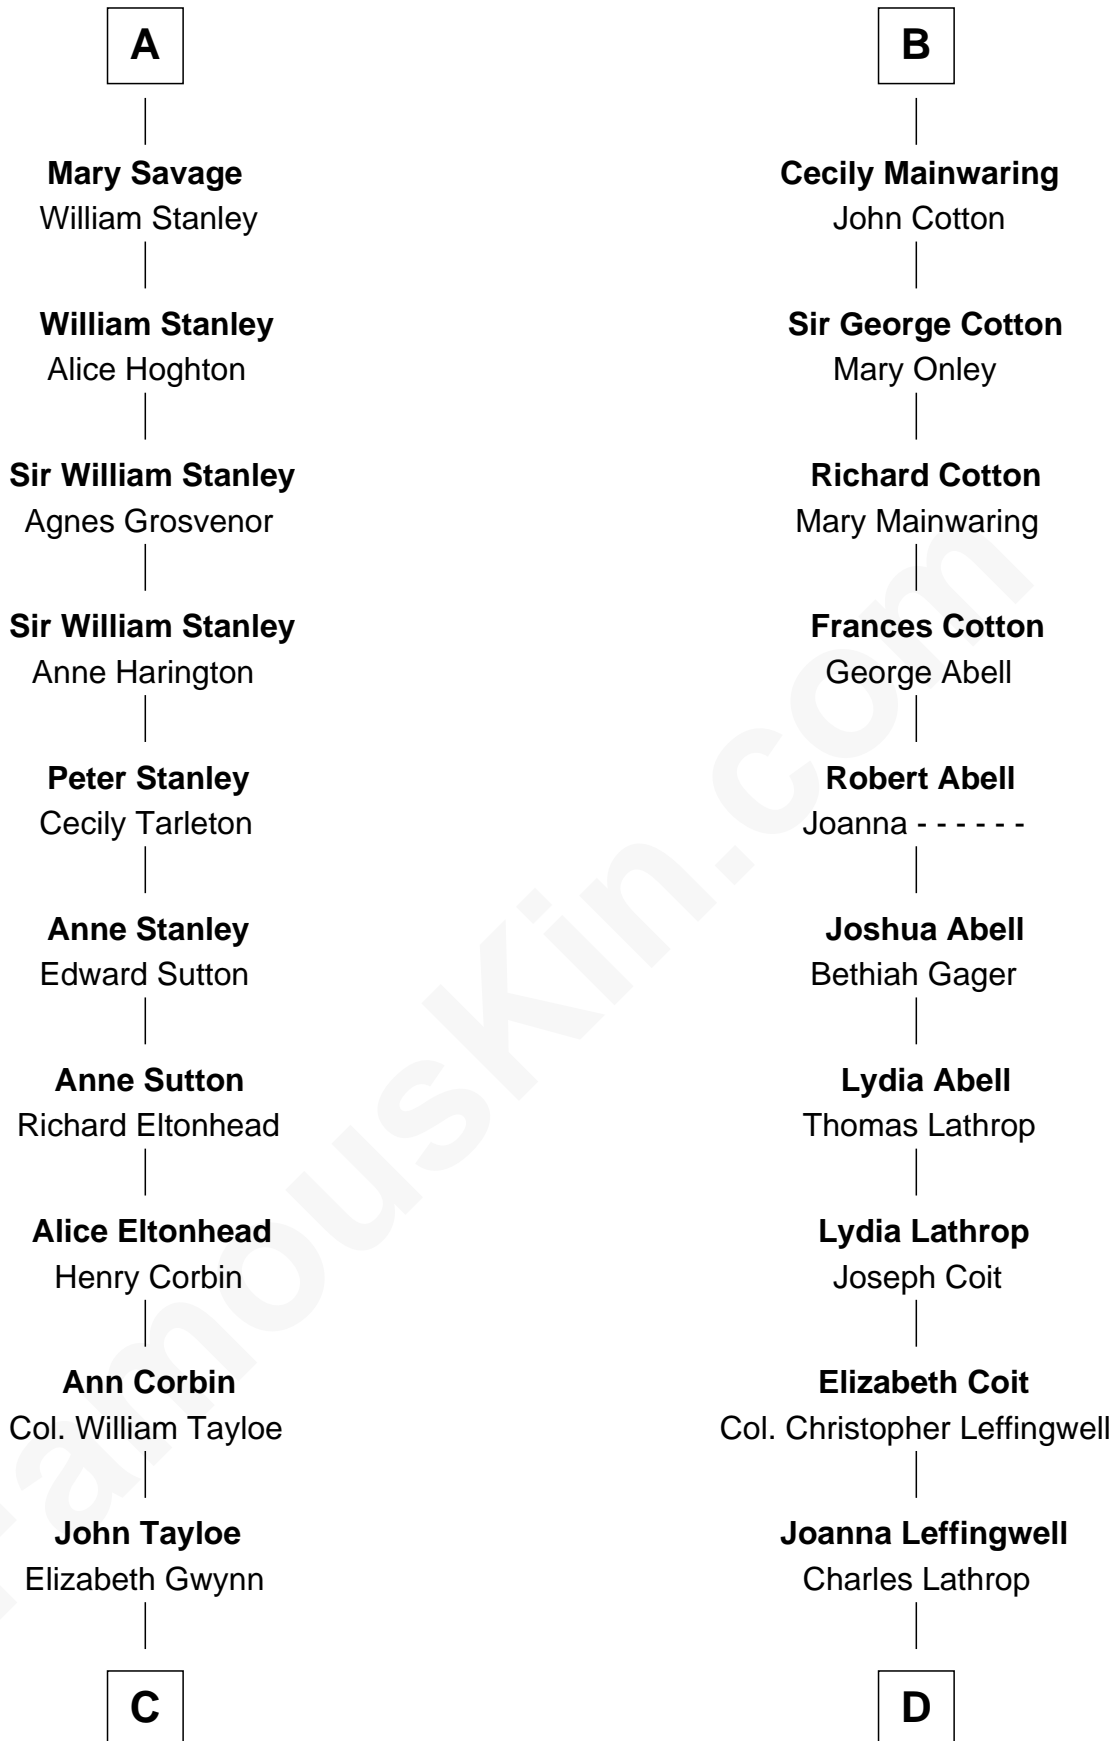 A
Mary Savage
William Stanley
William Stanley
Alice Hoghton
Sir William Stanley
Agnes Grosvenor
Sir William Stanley
Anne Harington
Peter Stanley
Cecily Tarleton
Anne Stanley
Edward Sutton
Anne Sutton
Richard Eltonhead
Alice Eltonhead
Henry Corbin
Ann Corbin
Col. William Tayloe
John Tayloe
Elizabeth Gwynn
C
B
Cecily Mainwaring
John Cotton
Sir George Cotton
Mary Onley
Richard Cotton
Mary Mainwaring
Frances Cotton
George Abell
Robert Abell
Joanna - - - - - -
Joshua Abell
Bethiah Gager
Lydia Abell
Thomas Lathrop
Lydia Lathrop
Joseph Coit
Elizabeth Coit
Col. Christopher Leffingwell
Joanna Leffingwell
Charles Lathrop
D
FamousKin.com